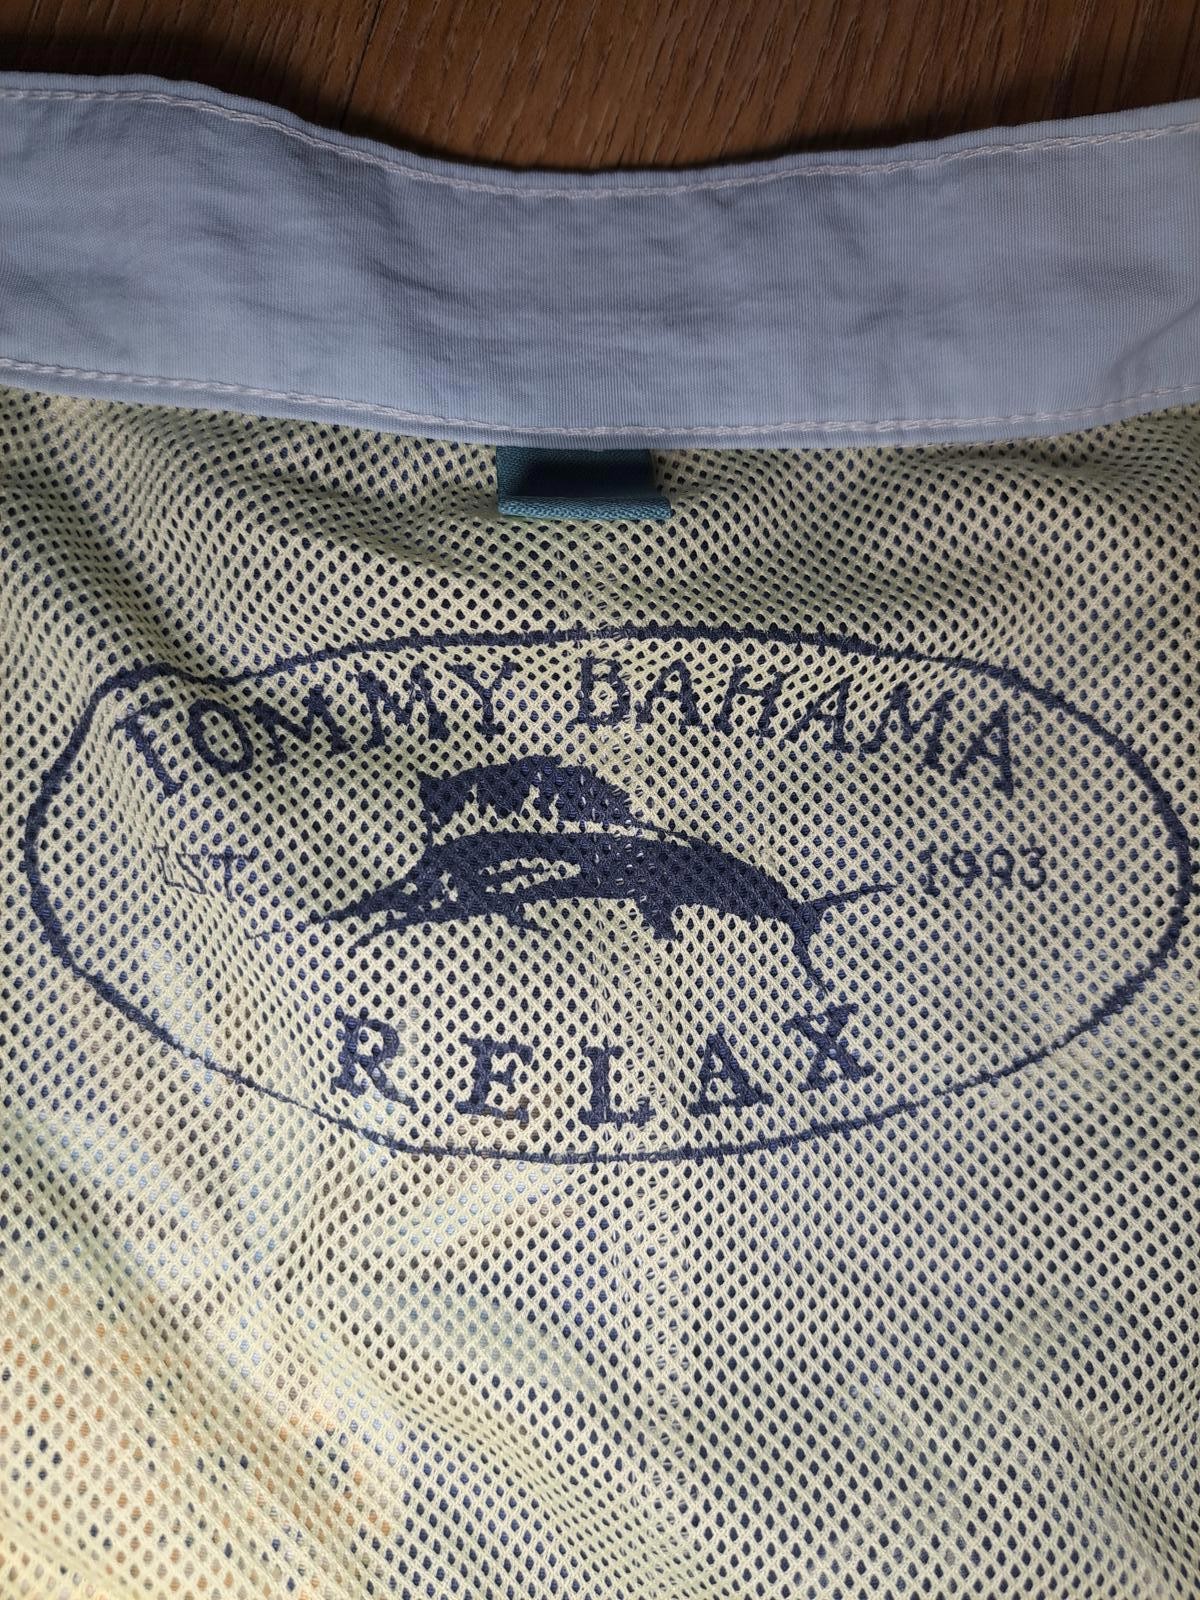 TOMMY BAHAMA
EST. 1993
RELAX